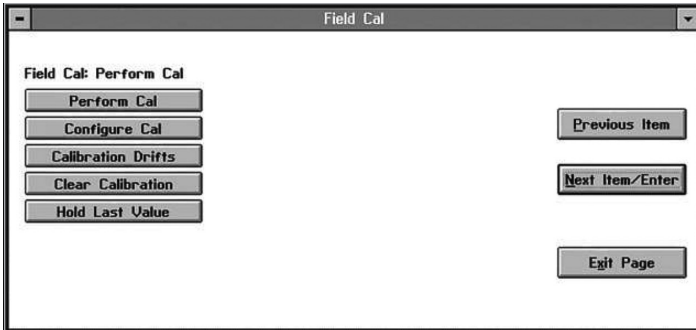 Field Cal
Field Cal: Perform Cal
Perform Cal
Configure Cal
Calibration Drifts
Clear Calibration
Hold Last Value
Previous Item
Next Item/Enter
Exit Page